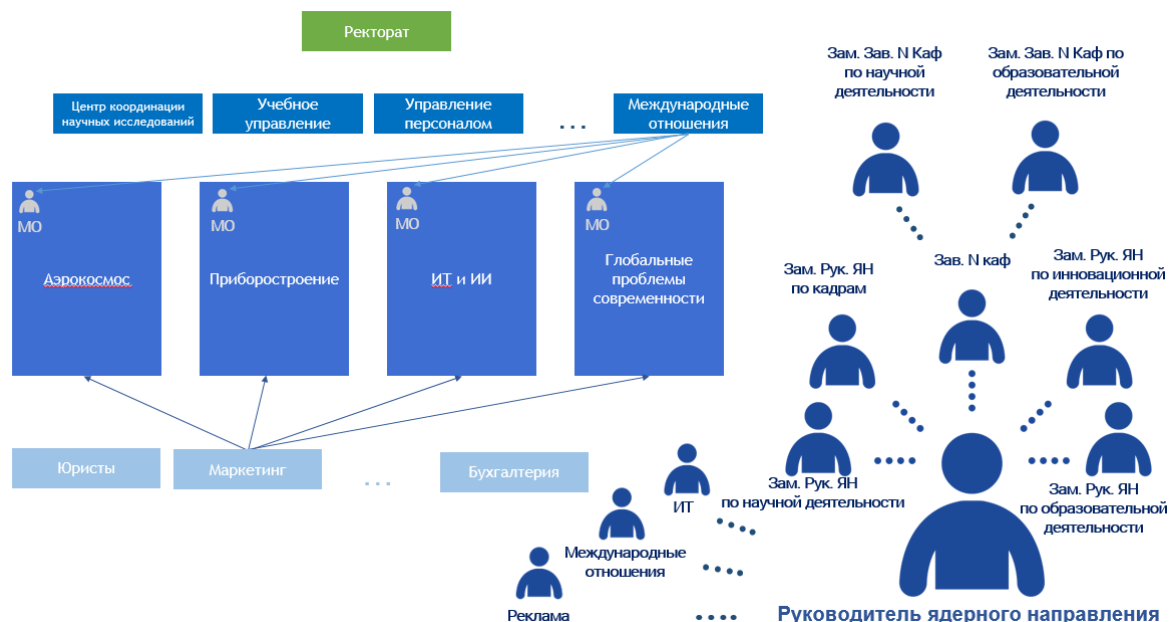 Ректорат
Центр координации
научных исследований
Учебное
управление
Управление
персоналом
...
Международные
отношения
МО
Аэрокосмос
МО
Приборостроение
МО
ИТ и ИИ
МО
Глобальные
проблемы
современности
Юристы
Маркетинг
...
Бухгалтерия
Зам. Зав. N Каф
по научной
деятельности
Зам. Зав. N Каф по
образовательной
деятельности
Зав. N каф
Зам. Рук. ЯН
по кадрам
Зам. Рук. ЯН
по инновационной
деятельности
Зам. Рук. ЯН
по научной деятельности
Зам. Рук. ЯН
по образовательной
деятельности
ИТ
Международные
отношения
Реклама
Руководитель ядерного направления